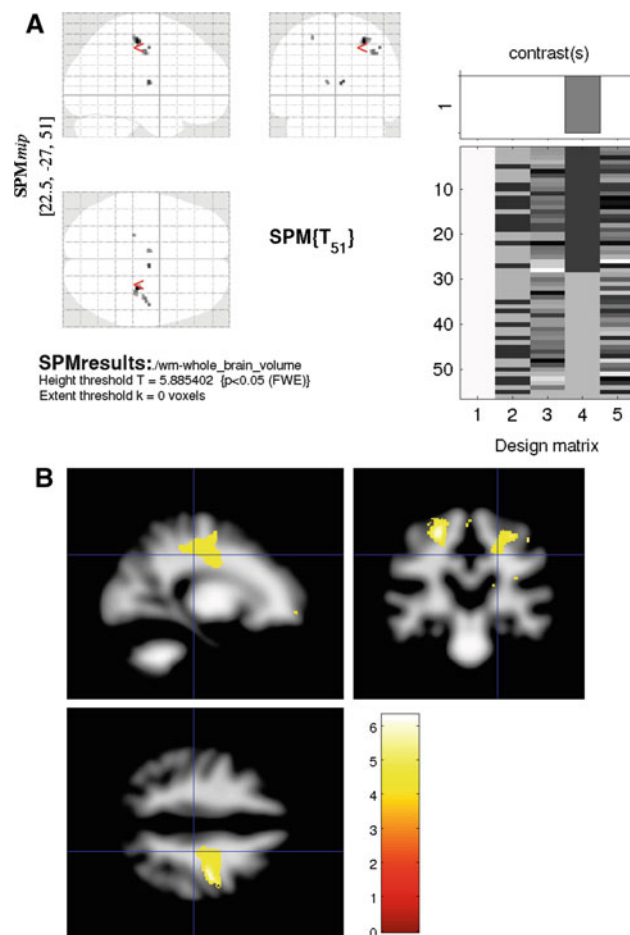 A
SPMmip
[22.5, -27, 51]
SPM{T51}
contrast(s)
1
10
20
30
40
50
1 2 3 4 5
Design matrix
SPMresults:./wm-whole_brain_volume
Height threshold T = 5.885402 {p<0.05 (FWE)}
Extent threshold k = 0 voxels
B
6
5
4
3
2
1
0